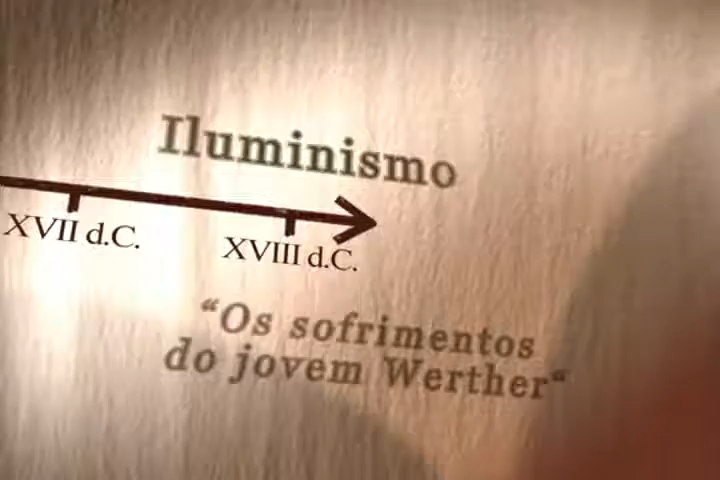 Iluminismo
XVII d.C.
XVIII d.C.
“Os sofrimentos
do jovem Werther“